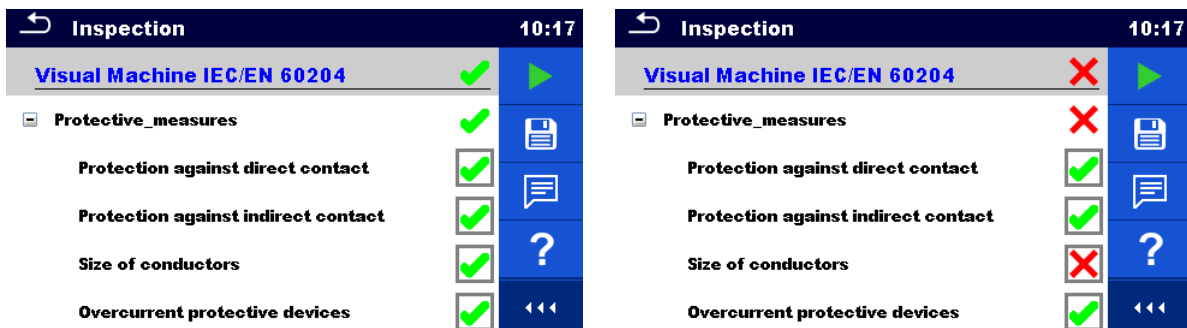 Inspection 10:17
Visual Machine IEC/EN 60204
Protective_measures
Protection against direct contact
Protection against indirect contact
Size of conductors
Overcurrent protective devices
?
Inspection 10:17
Visual Machine IEC/EN 60204
Protective_measures
Protection against direct contact
Protection against indirect contact
Size of conductors
Overcurrent protective devices
?